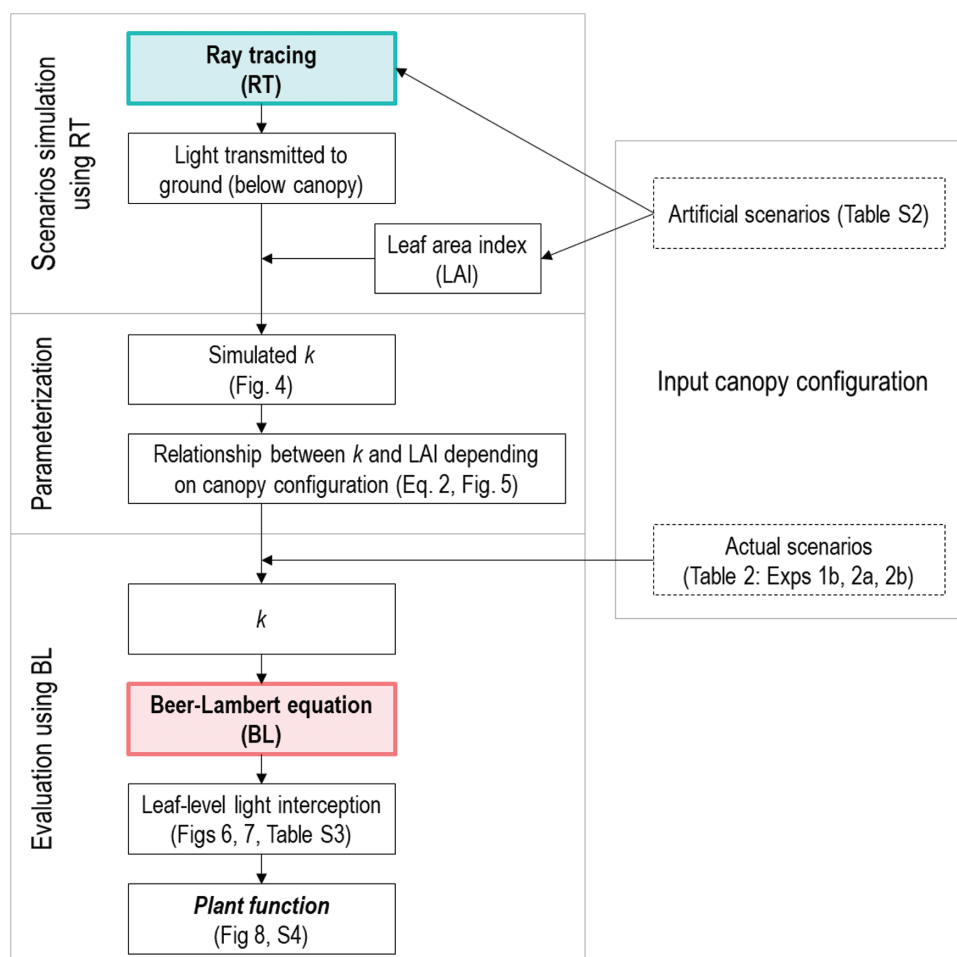 Scenarios simulation
using RT
Ray tracing
(RT)
Light transmitted to
ground (below canopy)
Leaf area index
(LAI)
Artificial scenarios (Table S2)
Input canopy configuration
Actual scenarios
(Table 2: Exps 1b, 2a, 2b)
Parameterization
Simulated k
(Fig. 4)
Relationship between k and LAI depending
on canopy configuration (Eq. 2, Fig. 5)
Evaluation using BL
k
Beer-Lambert equation
(BL)
Leaf-level light interception
(Figs 6, 7, Table S3)
Plant function
(Fig 8, S4)